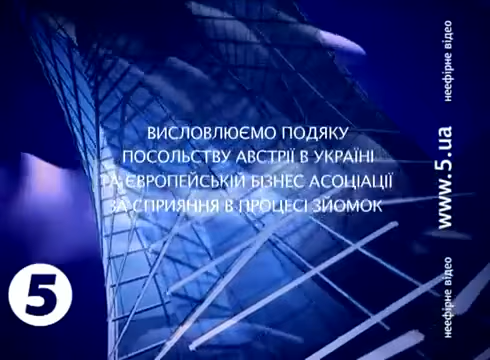 ВИСЛОВЛЮЄМО ПОДЯКУ
ПОСОЛЬСТВУ АВСТРІЇ В УКРАЇНІ
ТА ЄВРОПЕЙСЬКІЙ БІЗНЕС АСОЦІАЦІЇ
ЗА СПРИЯННЯ В ПРОЦЕСІ ЗЙОМОК
5
неефірне відео
www.5.ua
неефірне відео